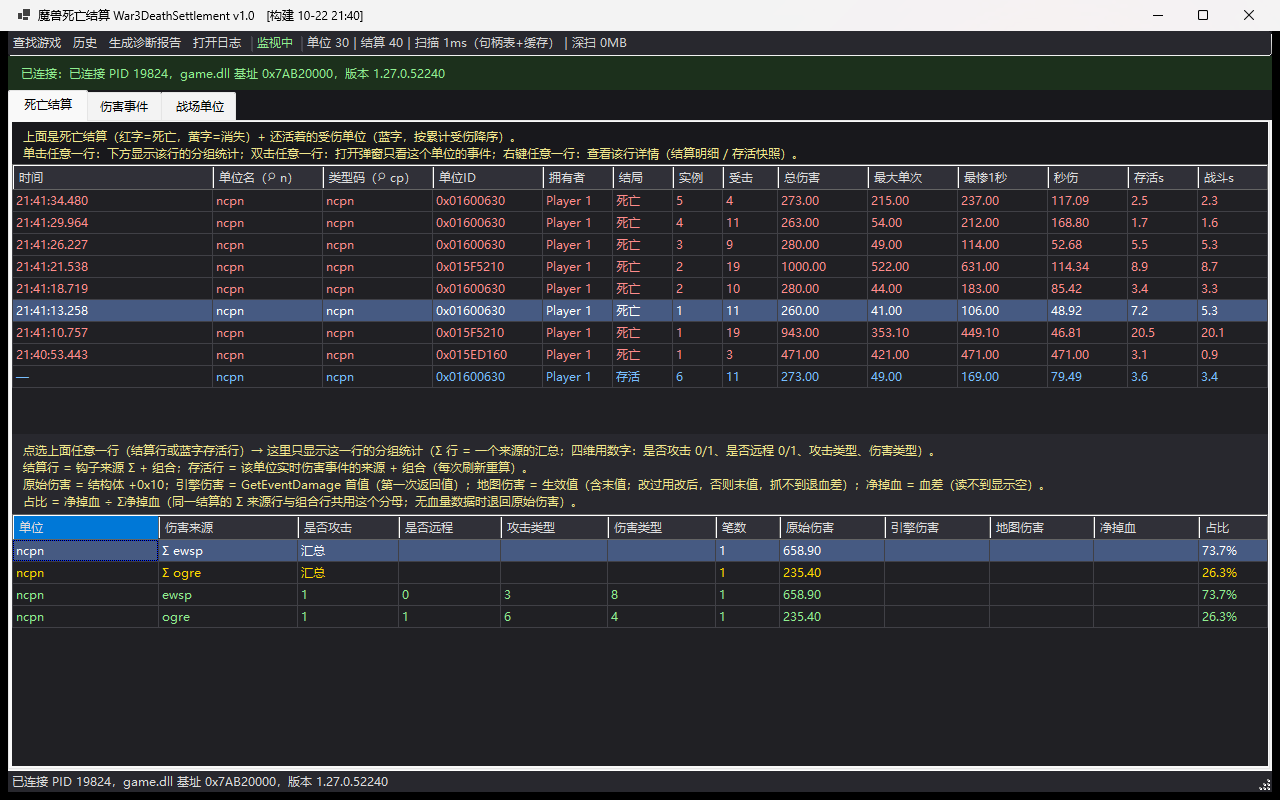 魔兽死亡结算 War3DeathSettlement v1.0 [构建 10-22 21:40]
查找游戏 历史 生成诊断报告 打开日志 | 监视中 | 单位 30 | 结算 40 | 扫描 1ms（句柄表+缓存） | 深扫 0MB
已连接：已连接 PID 19824，game.dll 基址 0x7AB20000，版本 1.27.0.52240
死亡结算 伤害事件 战场单位
上面是死亡结算（红字=死亡，黄字=消失）+ 还活着的受伤单位（蓝字，按累计受伤降序）。
单击任意一行：下方显示该行的分组统计；双击任意一行：打开弹窗只看这个单位的事件；右键任意一行：查看该行详情（结算明细 / 存活快照）。
时间 单位名（🔎 n） 类型码（🔎 cp） 单位ID 拥有者 结局 实例 受击 总伤害 最大单次 最惨1秒 秒伤 存活s 战斗s
21:41:34.480 ncpn ncpn 0x01600630 Player 1 死亡 5 4 273.00 215.00 237.00 117.09 2.5 2.3
21:41:29.964 ncpn ncpn 0x01600630 Player 1 死亡 4 11 263.00 54.00 212.00 168.80 1.7 1.6
21:41:26.227 ncpn ncpn 0x01600630 Player 1 死亡 3 9 280.00 49.00 114.00 52.68 5.5 5.3
21:41:21.538 ncpn ncpn 0x015F5210 Player 1 死亡 2 19 1000.00 522.00 631.00 114.34 8.9 8.7
21:41:18.719 ncpn ncpn 0x01600630 Player 1 死亡 2 10 280.00 44.00 183.00 85.42 3.4 3.3
21:41:13.258 ncpn ncpn 0x01600630 Player 1 死亡 1 11 260.00 41.00 106.00 48.92 7.2 5.3
21:41:10.757 ncpn ncpn 0x015F5210 Player 1 死亡 1 19 943.00 353.10 449.10 46.81 20.5 20.1
21:40:53.443 ncpn ncpn 0x015ED160 Player 1 死亡 1 3 471.00 421.00 471.00 471.00 3.1 0.9
— ncpn ncpn 0x01600630 Player 1 存活 6 11 273.00 49.00 169.00 79.49 3.6 3.4
点选上面任意一行（结算行或蓝字存活行）→ 这里只显示这一行的分组统计（Σ 行 = 一个来源的汇总；四维用数字：是否攻击 0/1、是否远程 0/1、攻击类型、伤害类型）。
结算行 = 钩子来源 Σ + 组合；存活行 = 该单位实时伤害事件的来源 + 组合（每次刷新重算）。
原始伤害 = 结构体 +0x10；引擎伤害 = GetEventDamage 首值（第一次返回值）；地图伤害 = 生效值（含末值；改过用改后，否则末值，抓不到退血差）；净掉血 = 血差（读不到显示空）。
占比 = 净掉血 ÷ Σ净掉血（同一结算的 Σ 来源行与组合行共用这个分母；无血量数据时退回原始伤害）。
单位 伤害来源 是否攻击 是否远程 攻击类型 伤害类型 笔数 原始伤害 引擎伤害 地图伤害 净掉血 占比
ncpn Σ ewsp 汇总 1 658.90 73.7%
ncpn Σ ogre 汇总 1 235.40 26.3%
ncpn ewsp 1 0 3 8 1 658.90 73.7%
ncpn ogre 1 1 6 4 1 235.40 26.3%
已连接 PID 19824，game.dll 基址 0x7AB20000，版本 1.27.0.52240